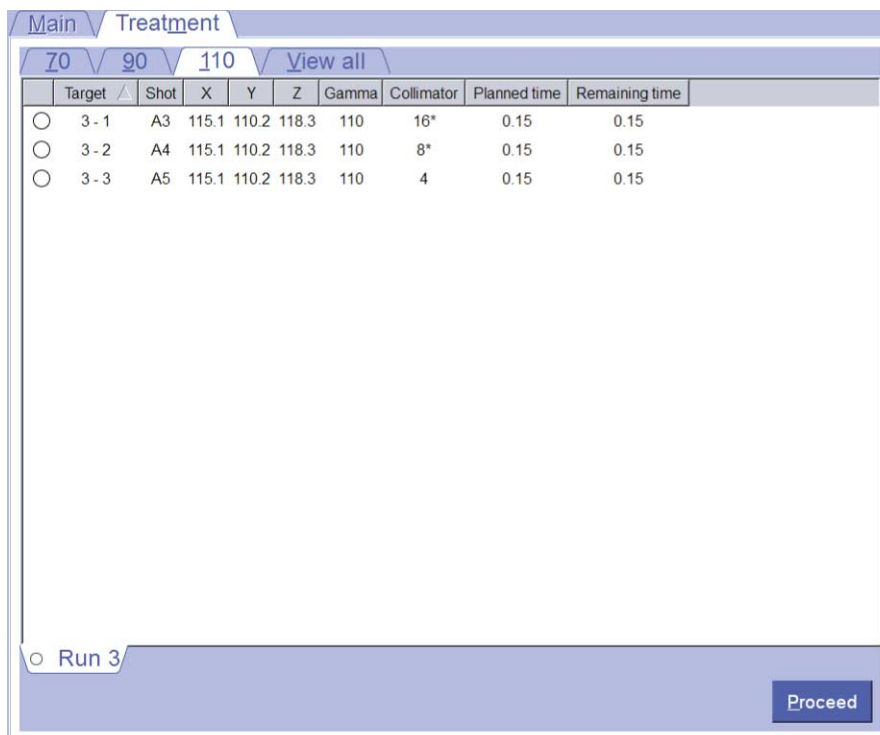 Main Treatment
70 90 110 View all
Target Shot X Y Z Gamma Collimator Planned time Remaining time
3 - 1 A3 115.1 110.2 118.3 110 16* 0.15 0.15
3 - 2 A4 115.1 110.2 118.3 110 8* 0.15 0.15
3 - 3 A5 115.1 110.2 118.3 110 4 0.15 0.15
Run 3
Proceed